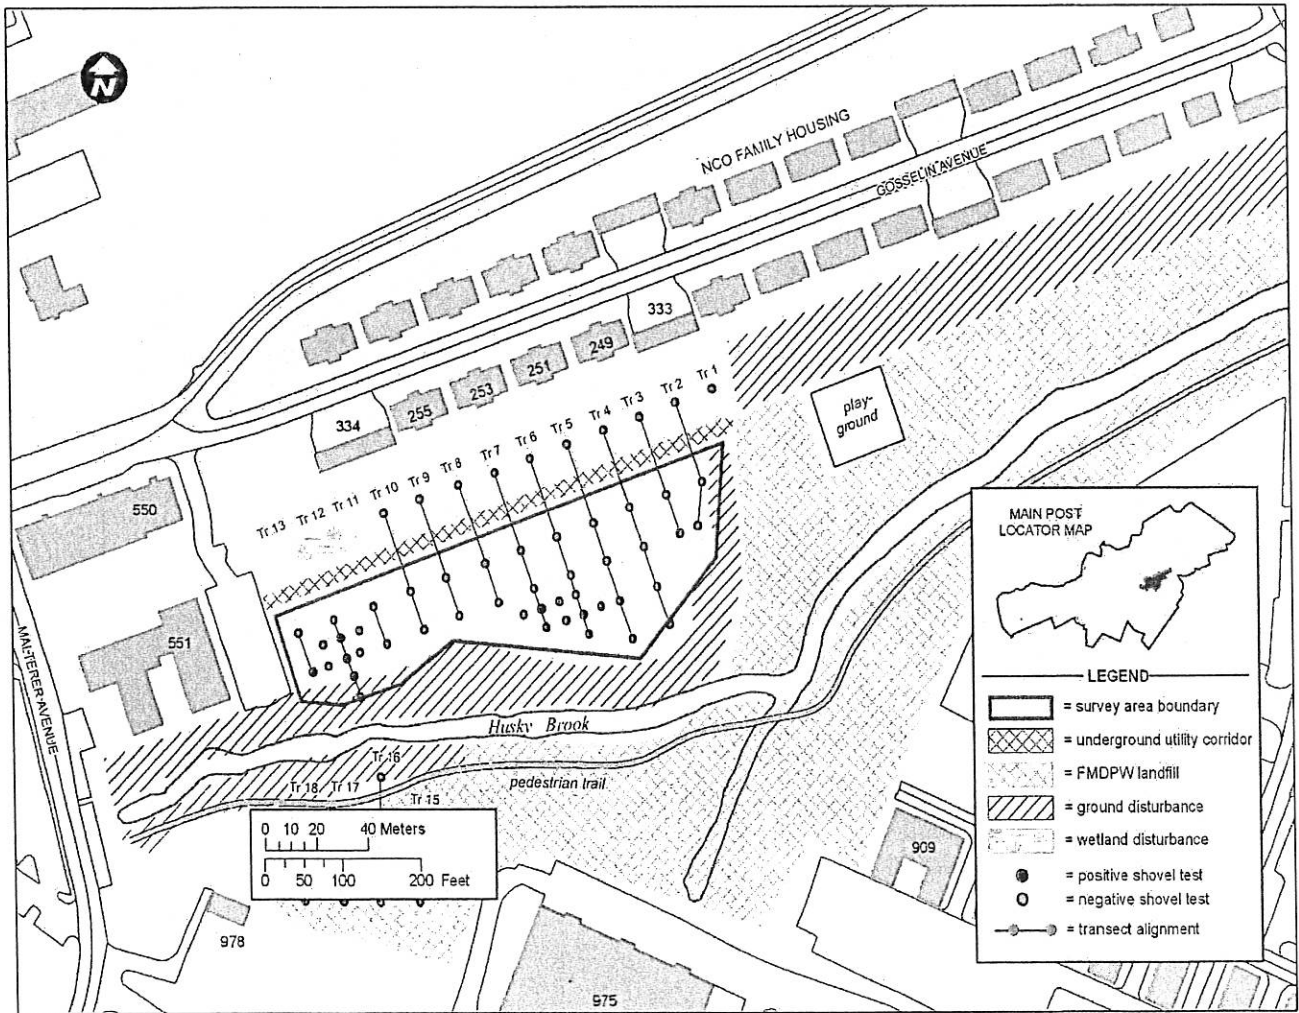 N
NCO FAMILY HOUSING
GOSSELIN AVENUE
333
249
251
253
255
334
play-
ground
Tr 1
Tr 2
Tr 3
Tr 4
Tr 5
Tr 6
Tr 7
Tr 8
Tr 9
Tr 10
Tr 11
Tr 12
Tr 13
550
551
MAIN POST
LOCATOR MAP
LEGEND
= survey area boundary
= underground utility corridor
= FMDPW landfill
= ground disturbance
= wetland disturbance
= positive shovel test
= negative shovel test
= transect alignment
AVENUE
Husky Brook
pedestrian trail
Tr 16
Tr 18
Tr 17
Tr 15
0 10 20 40 Meters
0 50 100 200 Feet
909
978
975